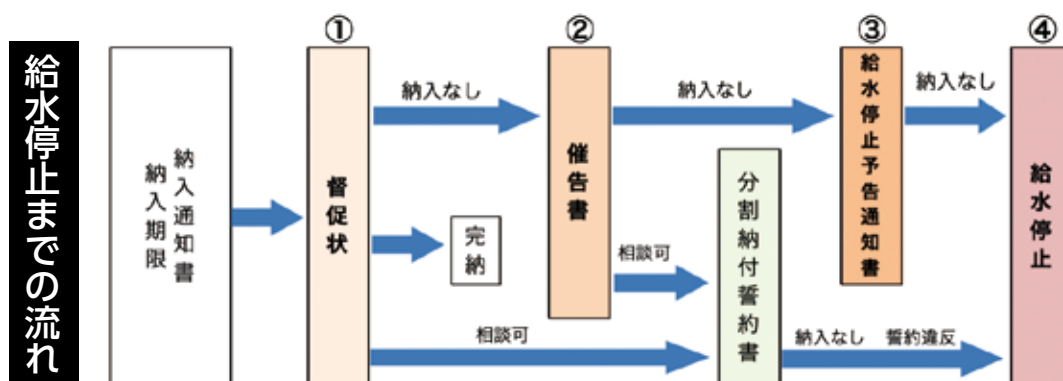 給水停止までの流れ
納入通知書
納入期限
①
督促状
納入なし
完納
相談可
②
催告書
納入なし
相談可
分割納付誓約書
③
給水停止予告通知書
納入なし
納入なし 誓約違反
④
給水停止